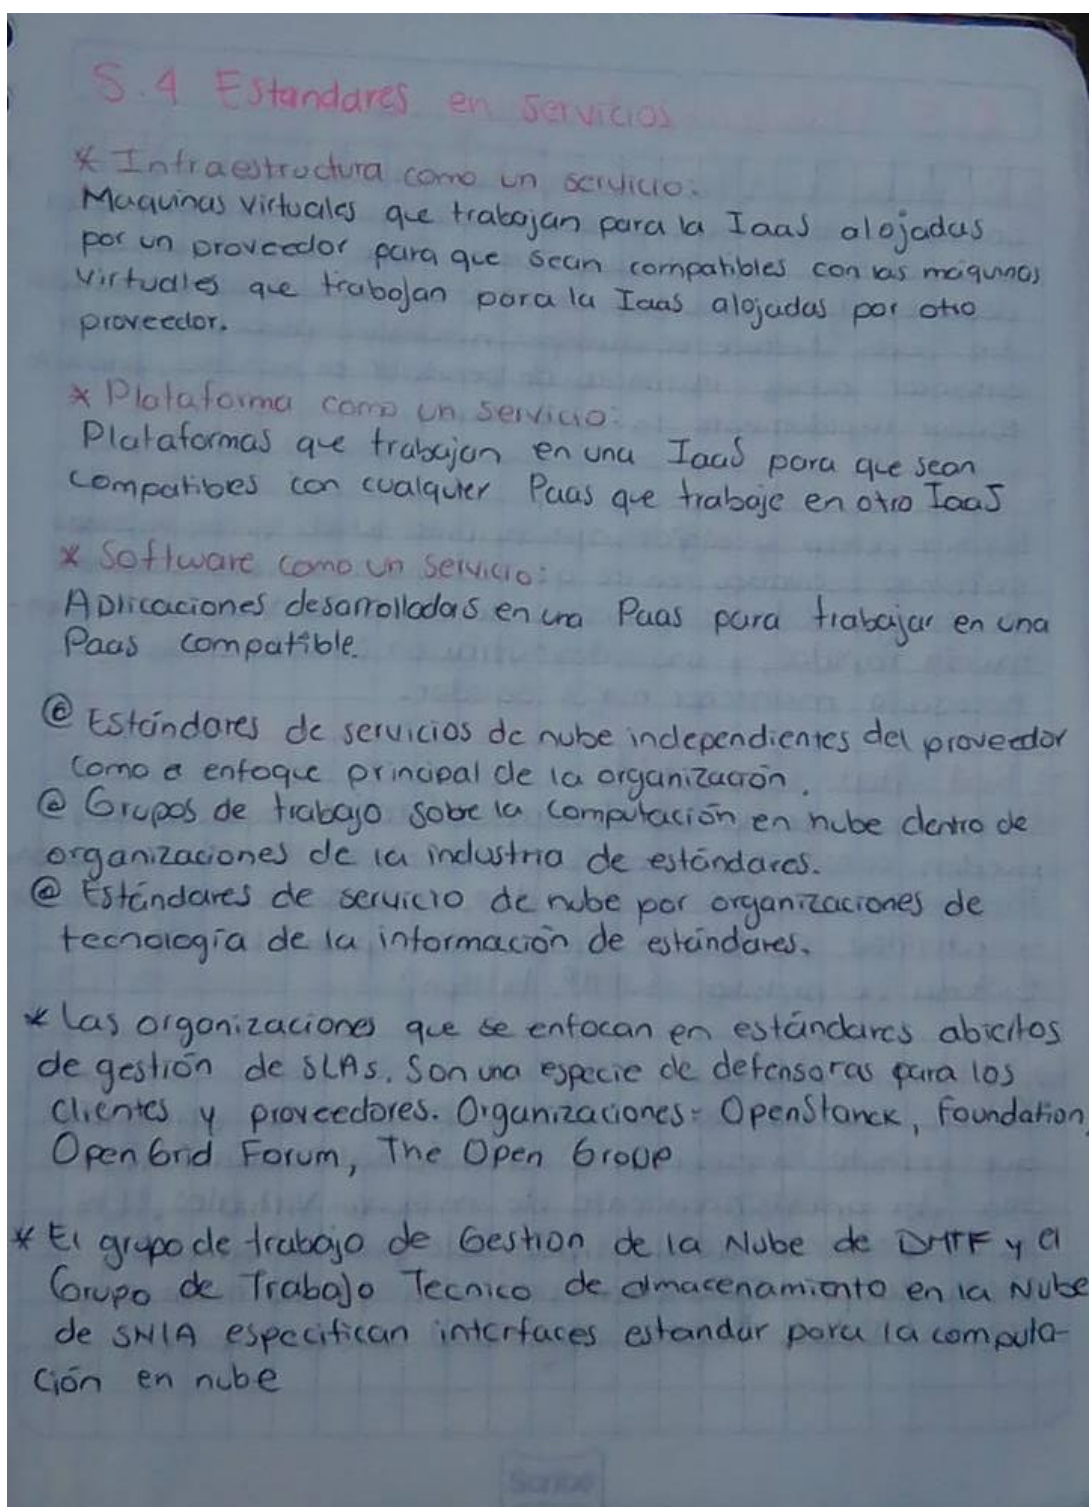 5.4 Estandares en servicios
* Infraestructura como un servicio:
Maquinas virtuales que trabajan para la IaaS alojadas
por un proveedor para que sean compatibles con las máquinas
virtuales que trabajan para la Iaas alojadas por otro
proveedor.
* Plataforma como un servicio:
Plataformas que trabajan en una IaaS para que sean
compatibles con cualquier Paas que trabaje en otro IaaS
* Software como un servicio:
Aplicaciones desarrolladas en una Paas para trabajar en una
Paas compatible.
@ Estándares de servicios de nube independientes del proveedor
como a enfoque principal de la organización.
@ Grupos de trabajo sobre la computación en nube dentro de
organizaciones de la industria de estándares.
@ Estándares de servicio de nube por organizaciones de
tecnología de la información de estándares.
* Las organizaciones que se enfocan en estándares abiertos
de gestión de SLAs. Son una especie de defensoras para los
clientes y proveedores. Organizaciones: OpenStanck, Foundation,
Open Grid Forum, The Open Group
* El grupo de trabajo de Gestion de la Nube de DMTF y el
Grupo de Trabajo Tecnico de almacenamiento en la Nube
de SNIA especifican interfaces estandar para la computa-
ción en nube
Scribe